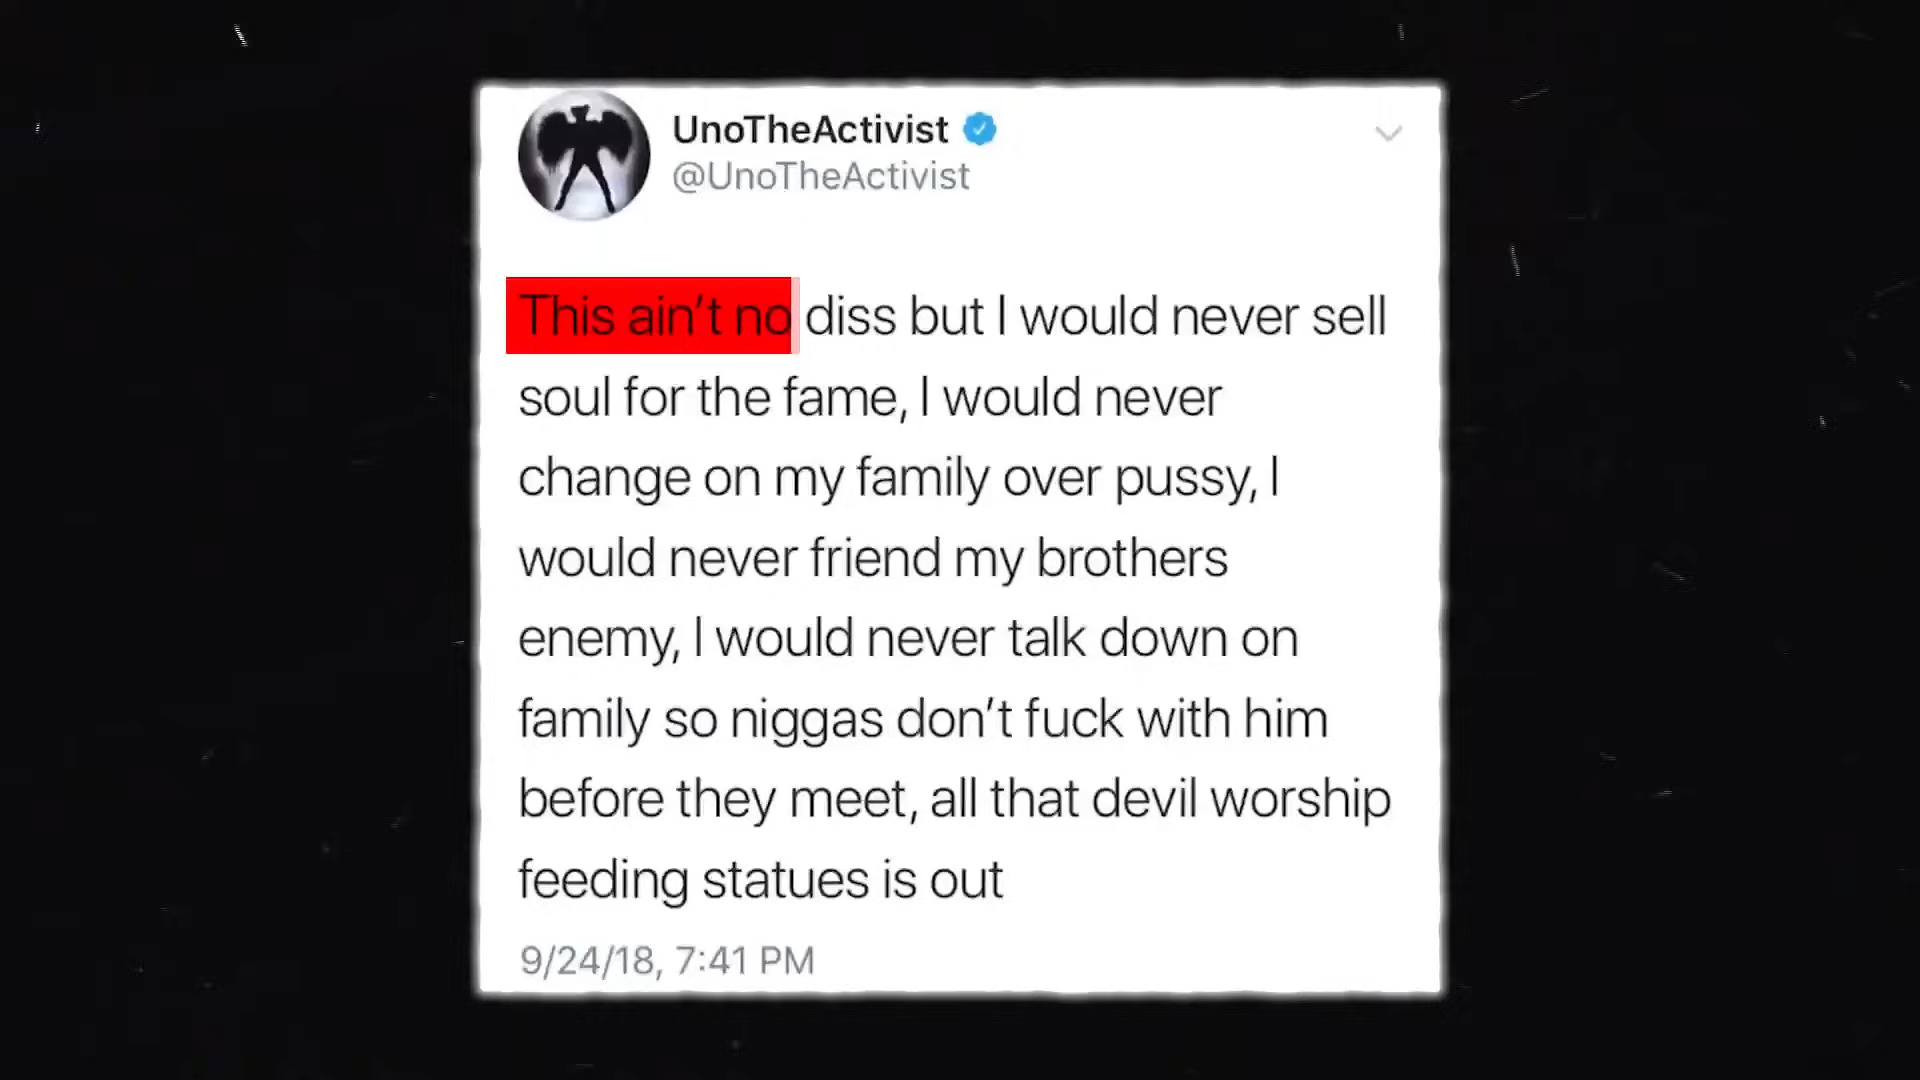 UnoTheActivist
@UnoTheActivist
This ain't no diss but I would never sell
soul for the fame, I would never
change on my family over pussy, I
would never friend my brothers
enemy, I would never talk down on
family so niggas don't fuck with him
before they meet, all that devil worship
feeding statues is out
9/24/18, 7:41 PM